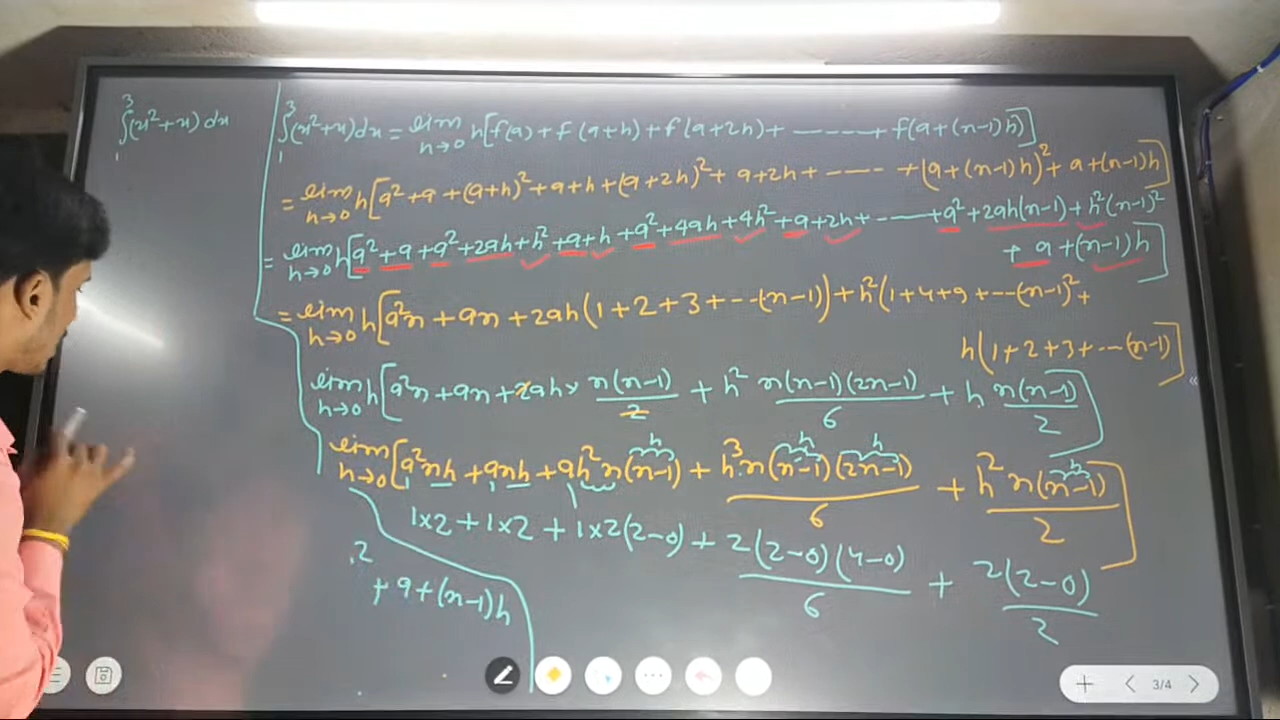 ∫₁³(x²+x)dx
∫₁³(x²+x)dx = lim h→0 h[f(a)+f(a+h)+f(a+2h)+-----+f(a+(n-1)h)]
= lim h→0 h[a²+a+(a+h)²+a+h+(a+2h)²+a+2h+-----+(a+(n-1)h)²+a+(n-1)h]
= lim h→0 h[a²+a+a²+2ah+h²+a+h+a²+4ah+4h²+a+2h+-----+a²+2ah(n-1)+h²(n-1)²
+a+(n-1)h]
= lim h→0 h[a²n+an+2ah(1+2+3+---(n-1))+h²(1+4+9+---(n-1)²+
h(1+2+3+---(n-1)]
lim h→0 h[a²n+an+2ah× n(n-1)/2 + h² n(n-1)(2n-1)/6 + h n(n-1)/2]
lim h→0 [a²nh+anh+ah²n(n-1)+h³n(n-1)(2n-1)/6 + h²n(n-1)/2]
1×2+1×2+1×2(2-0)+2(2-0)(4-0)/6 + 2(2-0)/2
.2
+a+(n-1)h
3/4